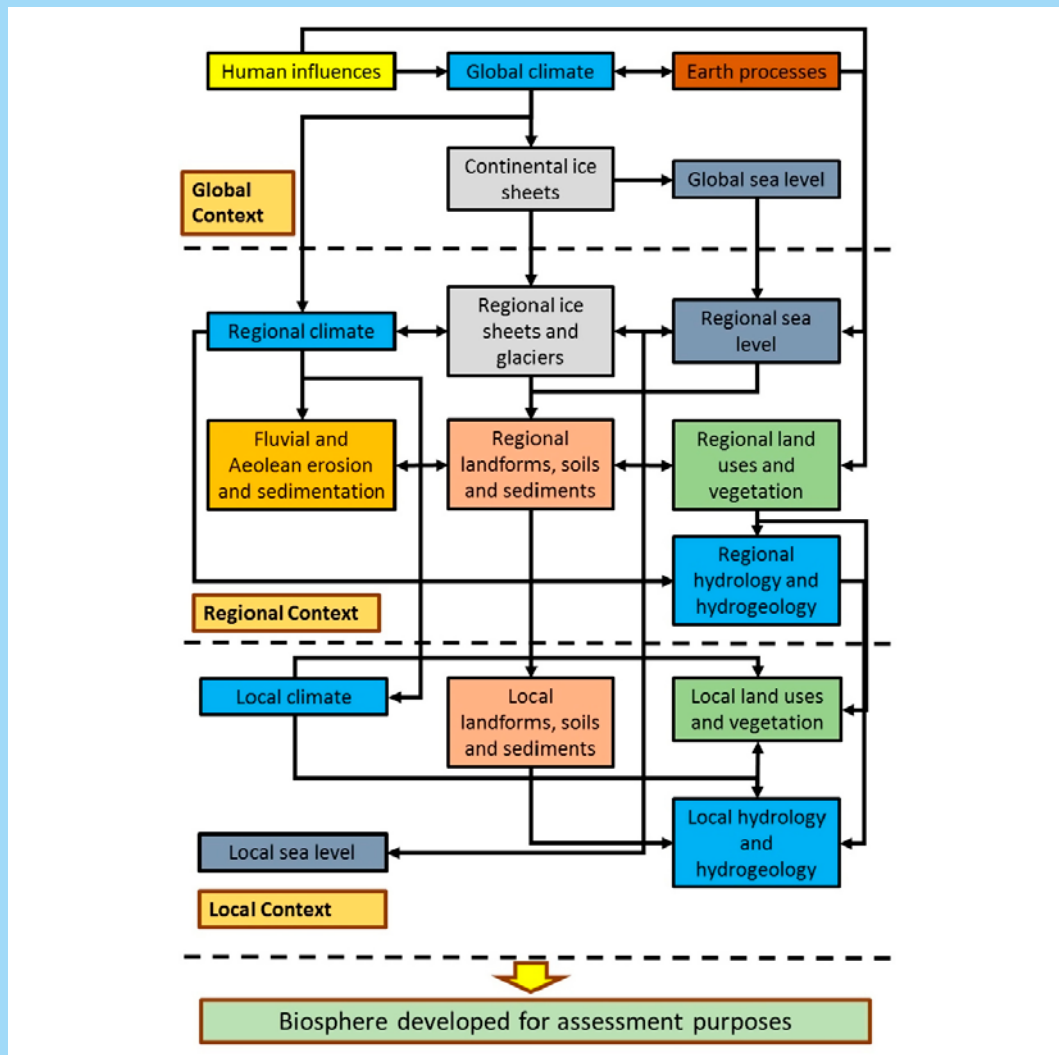 Human influences
Global climate
Earth processes
Continental ice
sheets
Global sea level
Global
Context
Regional climate
Regional ice
sheets and
glaciers
Regional sea
level
Fluvial and
Aeolean erosion
and sedimentation
Regional
landforms, soils
and sediments
Regional land
uses and
vegetation
Regional
hydrology and
hydrogeology
Regional Context
Local climate
Local
landforms, soils
and sediments
Local land uses
and vegetation
Local hydrology
and
hydrogeology
Local sea level
Local Context
Biosphere developed for assessment purposes